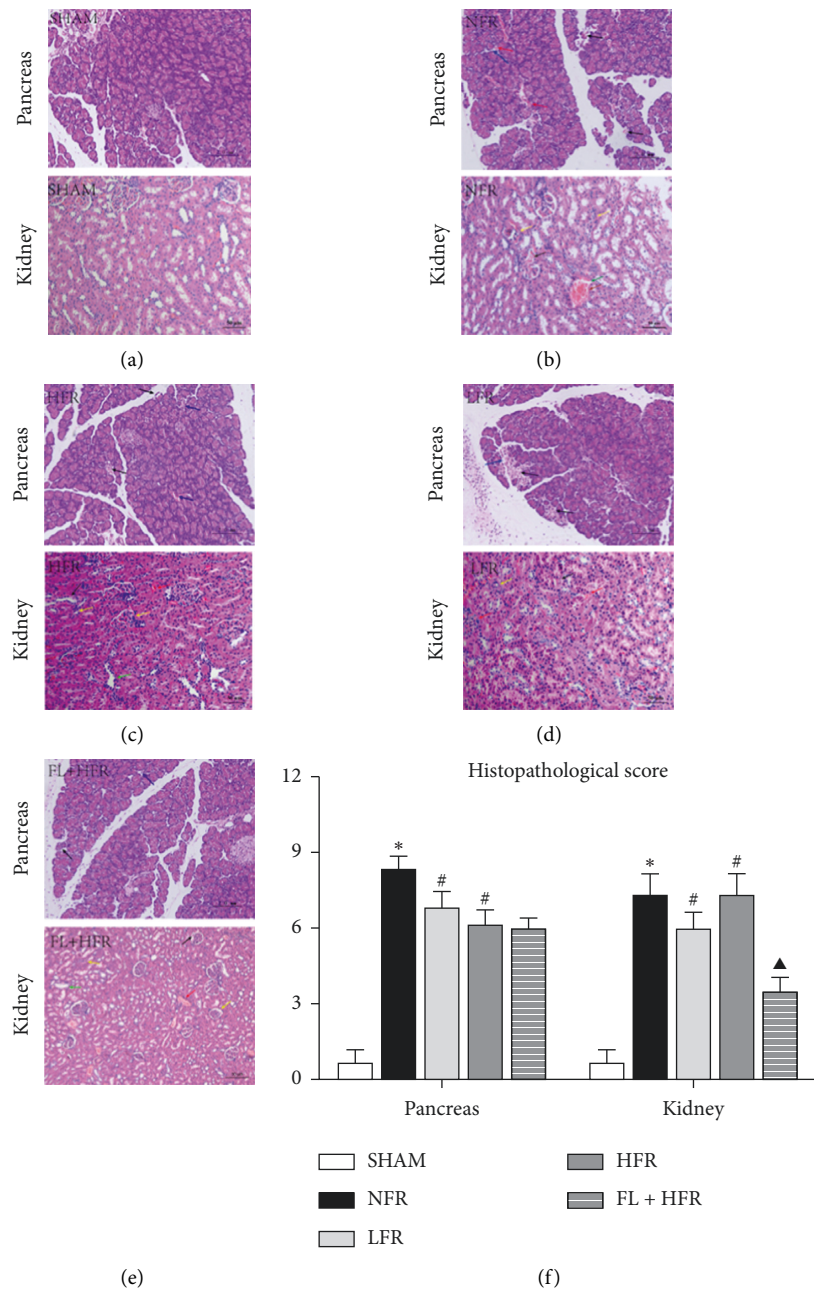 SHAM
NFR
Pancreas
Pancreas
SHAM
NFR
Kidney
Kidney
(a)
(b)
HFR
LFR
Pancreas
Pancreas
HFR
LFR
Kidney
Kidney
(c)
(d)
FL+HFR
Pancreas
FL+HFR
Kidney
Histopathological score
12
9
6
3
0
*
#
#
*
#
#
▲
Pancreas
Kidney
SHAM
HFR
NFR
FL + HFR
LFR
(e)
(f)